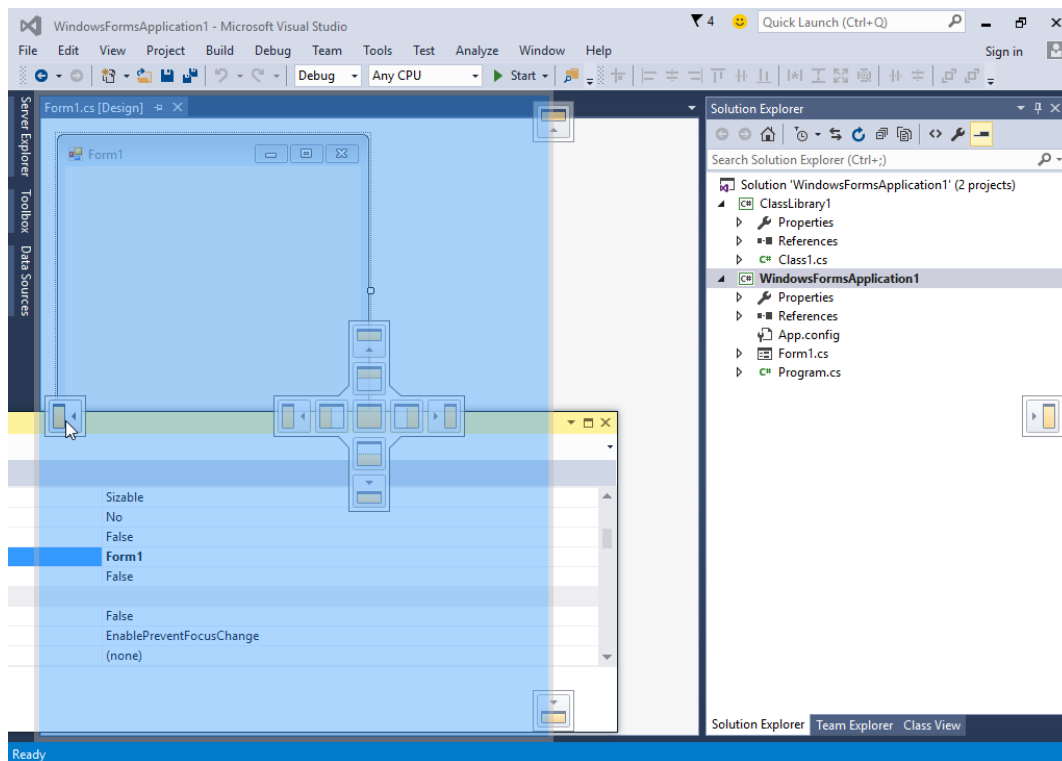 WindowsFormsApplication1 - Microsoft Visual Studio
4
Quick Launch (Ctrl+Q)
File Edit View Project Build Debug Team Tools Test Analyze Window Help
Sign in
Debug Any CPU Start
Server Explorer
Toolbox
Data Sources
Form1.cs [Design]
Form1
Sizable
No
False
Form1
False
False
EnablePreventFocusChange
(none)
Solution Explorer
Search Solution Explorer (Ctrl+;)
Solution 'WindowsFormsApplication1' (2 projects)
C# ClassLibrary1
Properties
References
C# Class1.cs
C# WindowsFormsApplication1
Properties
References
App.config
Form1.cs
C# Program.cs
Solution Explorer Team Explorer Class View
Ready